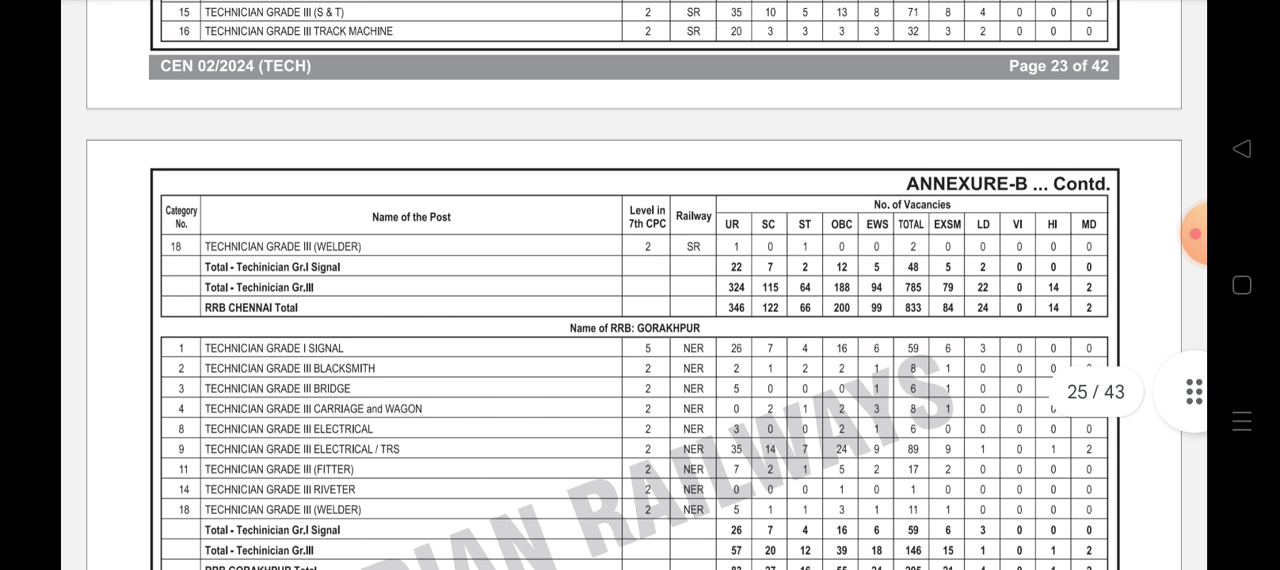 15 TECHNICIAN GRADE III (S & T) 2 SR 35 10 5 13 8 71 8 4 0 0 0
16 TECHNICIAN GRADE III TRACK MACHINE 2 SR 20 3 3 3 3 32 3 2 0 0 0
CEN 02/2024 (TECH) Page 23 of 42
ANNEXURE-B ... Contd.
Category No. Name of the Post Level in 7th CPC Railway No. of Vacancies
UR SC ST OBC EWS TOTAL EXSM LD VI HI MD
18 TECHNICIAN GRADE III (WELDER) 2 SR 1 0 1 0 0 2 0 0 0 0 0
Total - Techinician Gr.I Signal 22 7 2 12 5 48 5 2 0 0 0
Total - Techinician Gr.III 324 115 64 188 94 785 79 22 0 14 2
RRB CHENNAI Total 346 122 66 200 99 833 84 24 0 14 2
Name of RRB: GORAKHPUR
1 TECHNICIAN GRADE I SIGNAL 5 NER 26 7 4 16 6 59 6 3 0 0 0
2 TECHNICIAN GRADE III BLACKSMITH 2 NER 2 1 2 2 1 8 1 0 0 0
3 TECHNICIAN GRADE III BRIDGE 2 NER 5 0 0 0 1 6 1 0 0
25 / 43
4 TECHNICIAN GRADE III CARRIAGE and WAGON 2 NER 0 2 1 2 3 8 1 0 0
8 TECHNICIAN GRADE III ELECTRICAL 2 NER 3 0 0 2 1 6 0 0 0 0 0
9 TECHNICIAN GRADE III ELECTRICAL / TRS 2 NER 35 14 7 24 9 89 9 1 0 1 2
11 TECHNICIAN GRADE III (FITTER) 2 NER 7 2 1 5 2 17 2 0 0 0 0
14 TECHNICIAN GRADE III RIVETER 2 NER 0 0 0 1 0 1 0 0 0 0 0
18 TECHNICIAN GRADE III (WELDER) 2 NER 5 1 1 3 1 11 1 0 0 0 0
Total - Techinician Gr.I Signal 26 7 4 16 6 59 6 3 0 0 0
Total - Techinician Gr.III 57 20 12 39 18 146 15 1 0 1 2
RAILWAYS